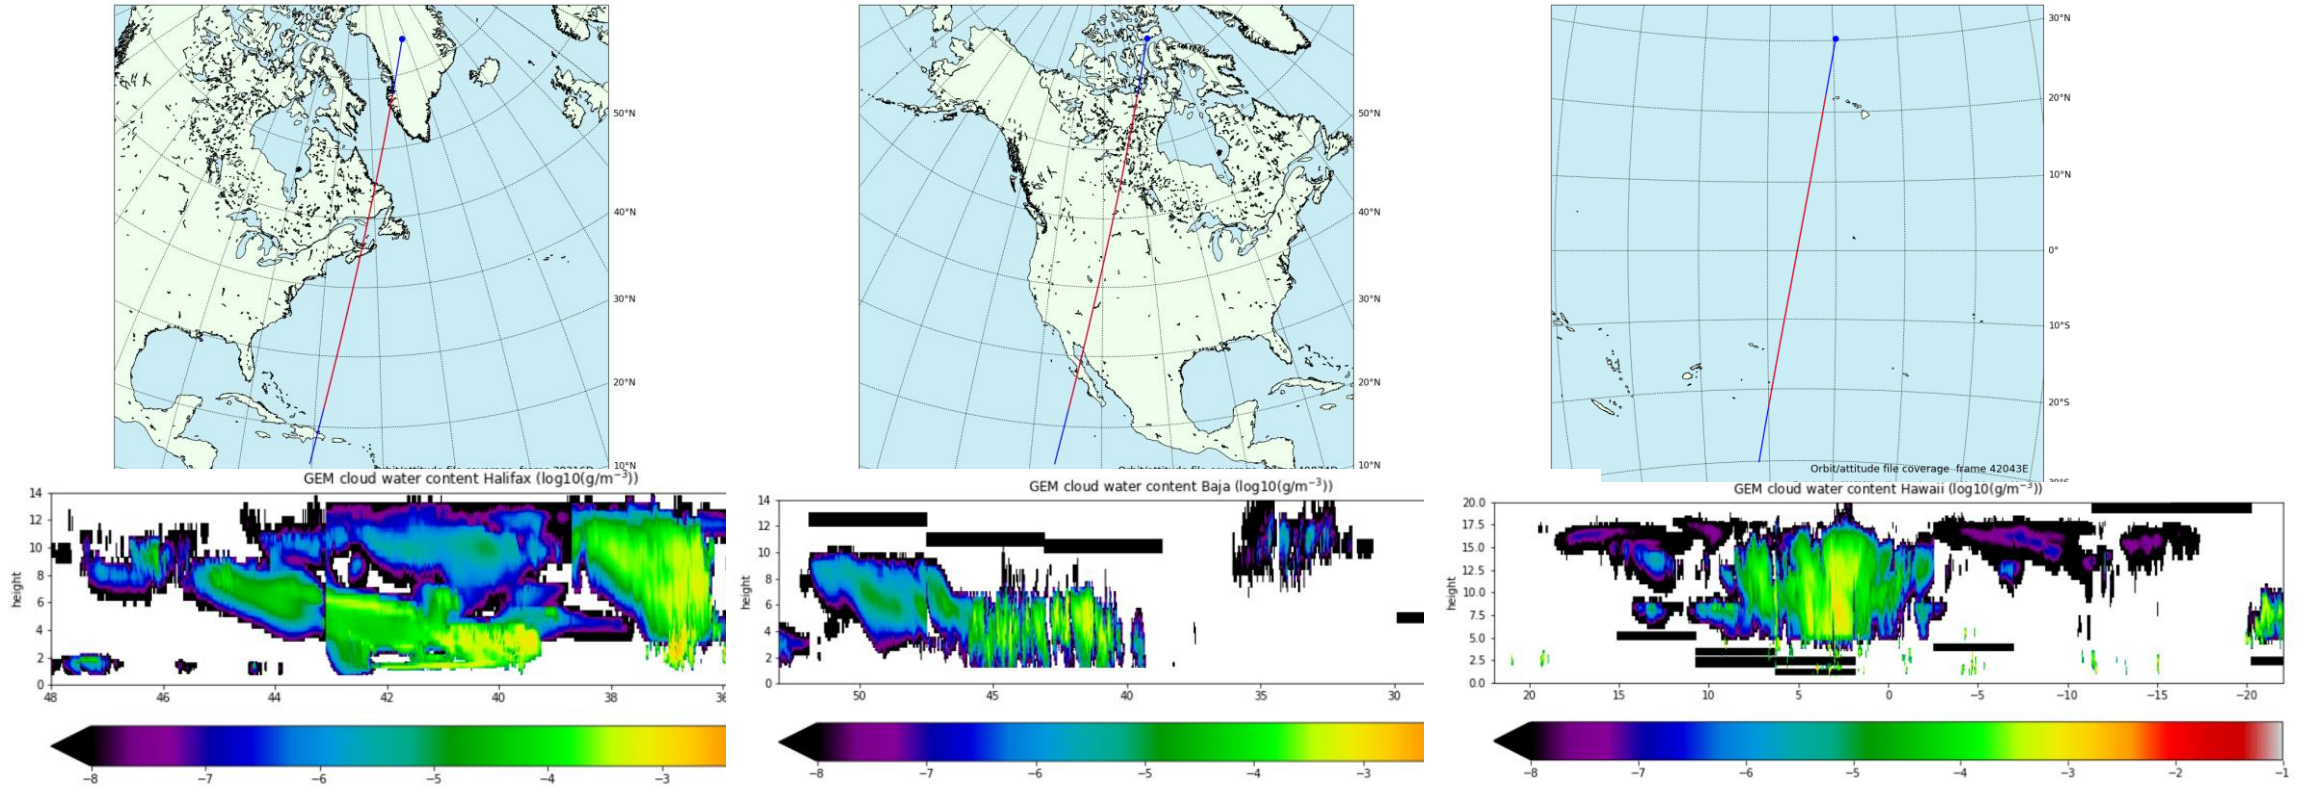 50°N
40°N
30°N
20°N
10°N
50°N
40°N
30°N
20°N
10°N
30°N
20°N
10°N
0°
10°S
20°S
Orbit/attitude file coverage frame 42043E
GEM cloud water content Halifax (log10(g/m⁻³))
14
12
10
8
6
4
2
0
height
48 46 44 42 40 38 36
−8 −7 −6 −5 −4 −3
GEM cloud water content Baja (log10(g/m⁻³))
14
12
10
8
6
4
2
0
height
50 45 40 35 30
−8 −7 −6 −5 −4 −3
GEM cloud water content Hawaii (log10(g/m⁻³))
20.0
17.5
15.0
12.5
10.0
7.5
5.0
2.5
0.0
height
20 15 10 5 0 −5 −10 −15 −20
−8 −7 −6 −5 −4 −3 −2 −1